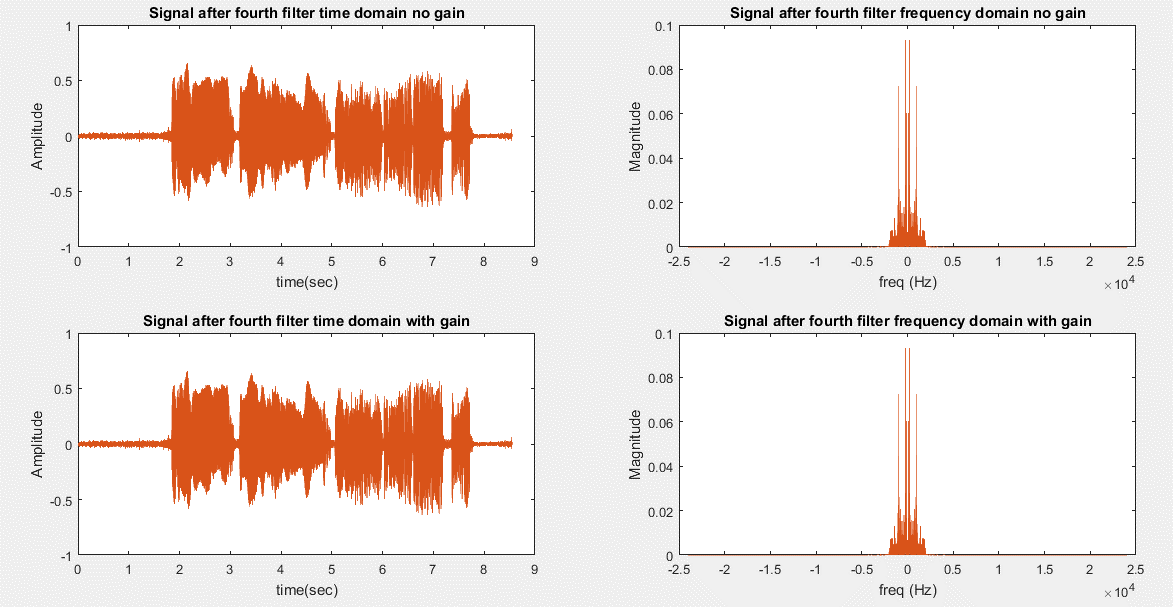 Signal after fourth filter time domain no gain
1
0.5
0
-0.5
-1
Amplitude
0 1 2 3 4 5 6 7 8 9
time(sec)
Signal after fourth filter frequency domain no gain
0.1
0.08
0.06
0.04
0.02
0
Magnitude
-2.5 -2 -1.5 -1 -0.5 0 0.5 1 1.5 2 2.5
freq (Hz)
×10^4
Signal after fourth filter time domain with gain
1
0.5
0
-0.5
-1
Amplitude
0 1 2 3 4 5 6 7 8 9
time(sec)
Signal after fourth filter frequency domain with gain
0.1
0.08
0.06
0.04
0.02
0
Magnitude
-2.5 -2 -1.5 -1 -0.5 0 0.5 1 1.5 2 2.5
freq (Hz)
×10^4